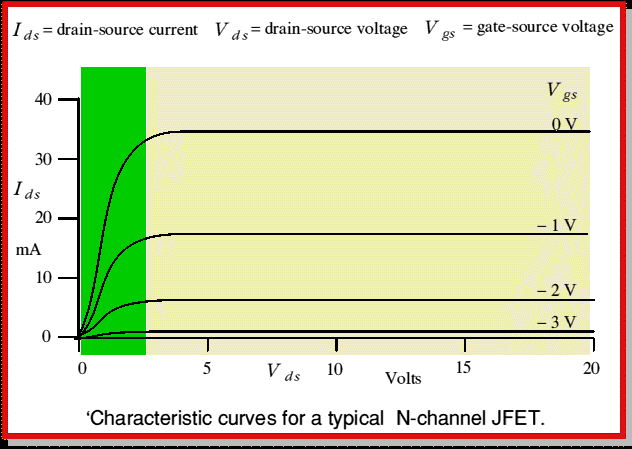 I ds = drain-source current V ds = drain-source voltage V gs = gate-source voltage
V gs
40
0 V
30
I ds
20
– 1 V
mA
10
– 2 V
– 3 V
0
0 5 V ds 10 Volts 15 20
‘Characteristic curves for a typical N-channel JFET.